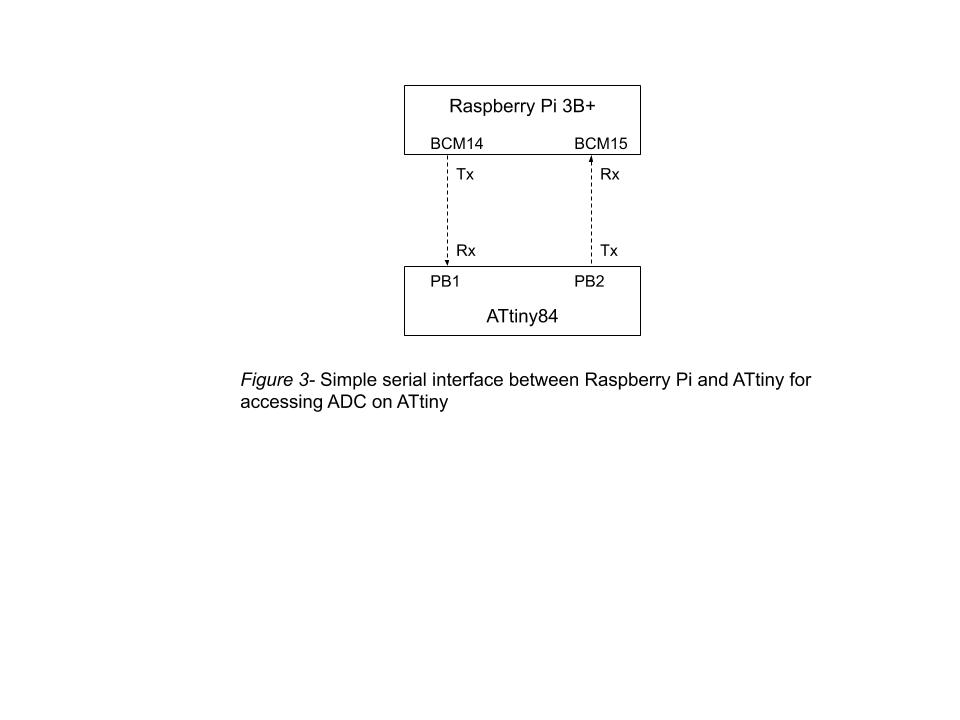 Raspberry Pi 3B+
BCM14 BCM15
Tx Rx
Rx Tx
PB1 PB2
ATtiny84
Figure 3- Simple serial interface between Raspberry Pi and ATtiny for
accessing ADC on ATtiny